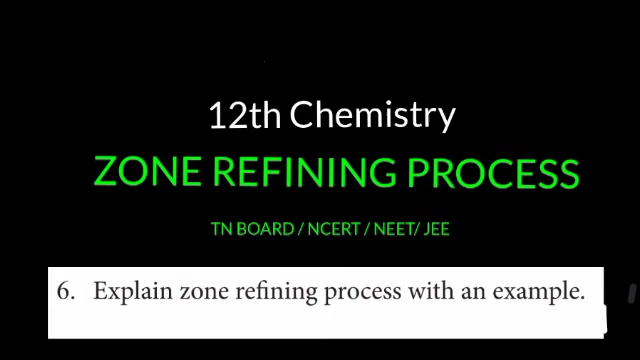 12th Chemistry
ZONE REFINING PROCESS
TN BOARD / NCERT / NEET/ JEE
6. Explain zone refining process with an example.